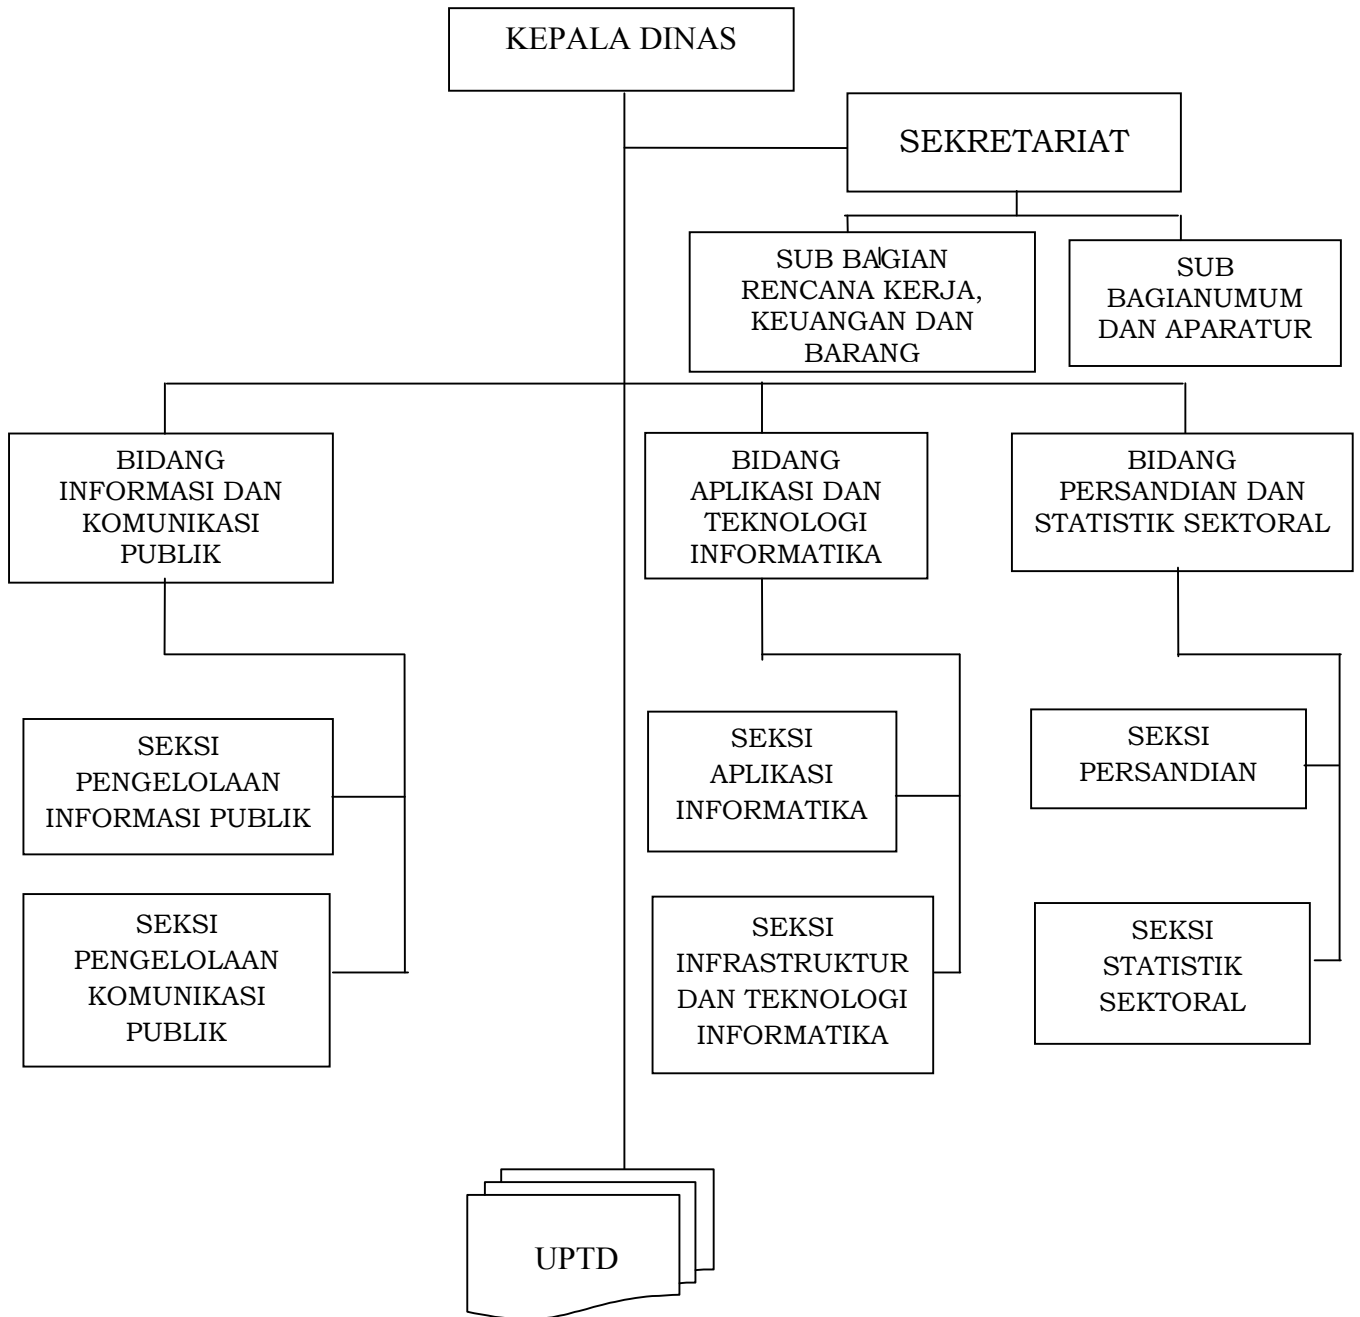 KEPALA DINAS
SEKRETARIAT
SUB BAGIAN
RENCANA KERJA,
KEUANGAN DAN
BARANG
SUB
BAGIANUMUM
DAN APARATUR
BIDANG
INFORMASI DAN
KOMUNIKASI
PUBLIK
BIDANG
APLIKASI DAN
TEKNOLOGI
INFORMATIKA
BIDANG
PERSANDIAN DAN
STATISTIK SEKTORAL
SEKSI
PENGELOLAAN
INFORMASI PUBLIK
SEKSI
APLIKASI
INFORMATIKA
SEKSI
PERSANDIAN
SEKSI
PENGELOLAAN
KOMUNIKASI
PUBLIK
SEKSI
INFRASTRUKTUR
DAN TEKNOLOGI
INFORMATIKA
SEKSI
STATISTIK
SEKTORAL
UPTD